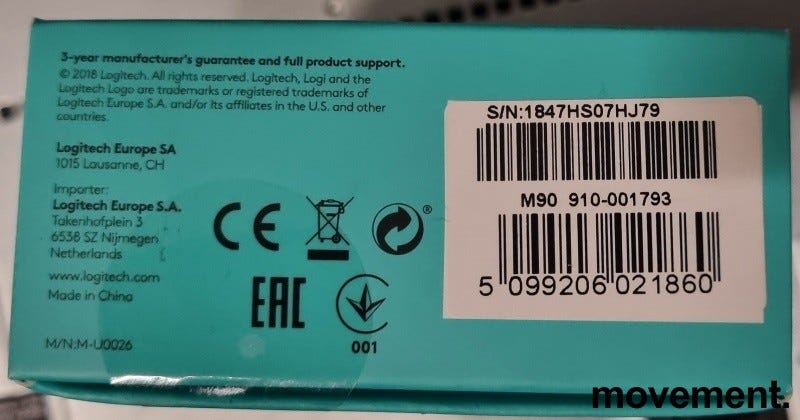 3-year manufacturer's guarantee and full product support.
© 2018 Logitech. All rights reserved. Logitech, Logi and the
Logitech Logo are trademarks or registered trademarks of
Logitech Europe S.A. and/or its affiliates in the U.S. and other
countries.
Logitech Europe SA
1015 Lausanne, CH
Importer:
Logitech Europe S.A.
Takenhofplein 3
6538 SZ Nijmegen
Netherlands
www.logitech.com
Made in China
M/N:M-U0026
CE
®
EAC
001
S/N:1847HS07HJ79
M90 910-001793
5 099206 021860
movement.